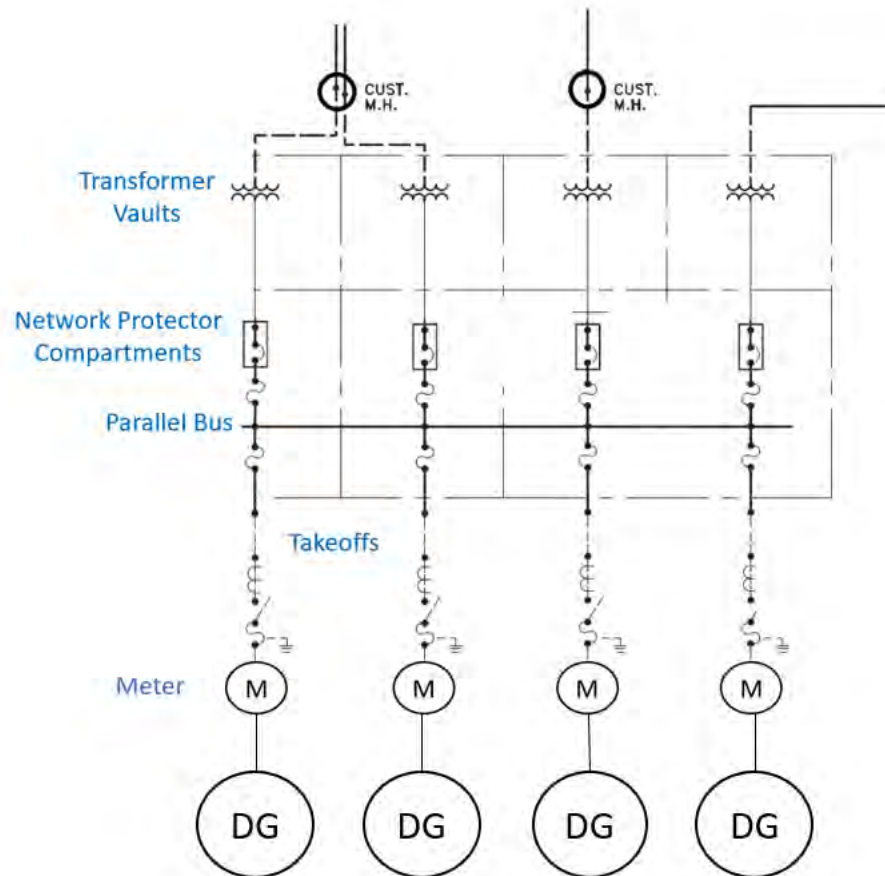 CUST.
M.H.
CUST.
M.H.
Transformer
Vaults
Network Protector
Compartments
Parallel Bus
Takeoffs
Meter
M
M
M
M
DG
DG
DG
DG